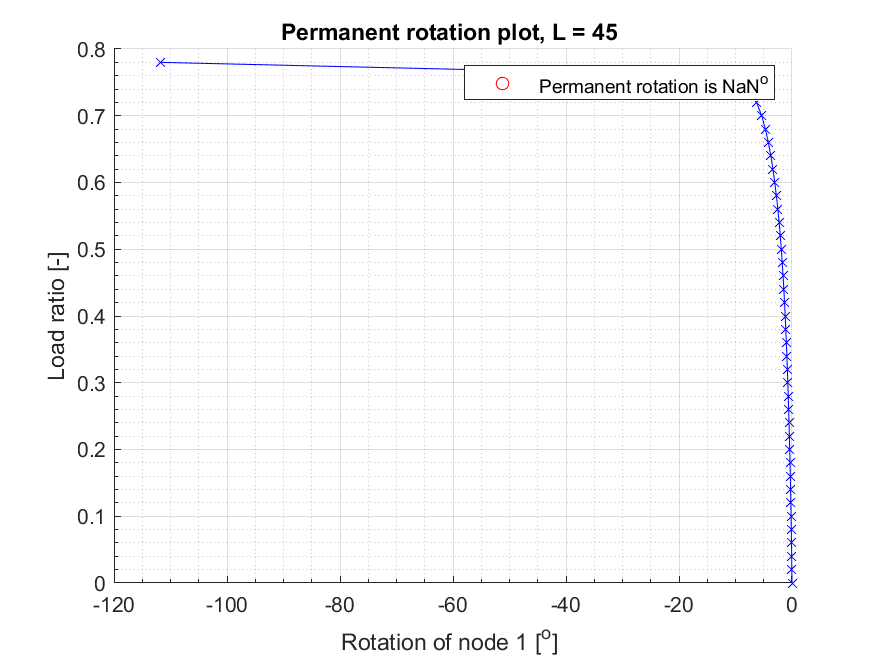 Permanent rotation plot, L = 45
0.8
0.7
0.6
0.5
0.4
0.3
0.2
0.1
0
Load ratio [-]
Permanent rotation is NaNº
-120 -100 -80 -60 -40 -20 0
Rotation of node 1 [º]